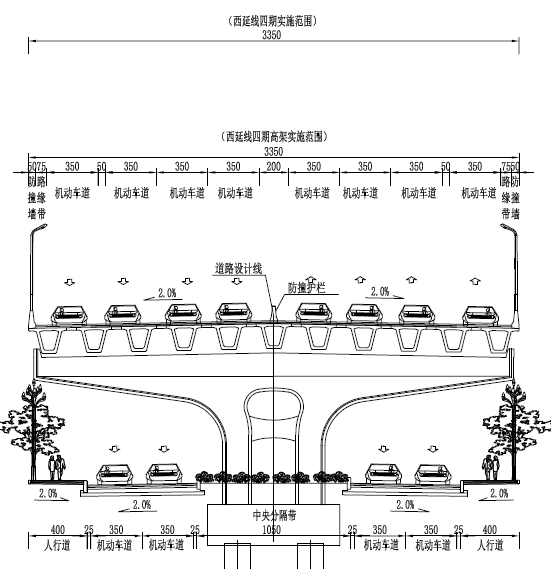 (西延线四期实施范围)
3350
(西延线四期高架实施范围)
3350
50 75 350 50 350 350 350 200 350 350 350 50 350 75 50
防撞墙 路缘带 机动车道 机动车道 机动车道 机动车道 机动车道 机动车道 机动车道 机动车道 路缘带 防撞墙
道路设计线
防撞护栏
2.0% 2.0%
2.0% 2.0% 2.0% 2.0%
中央分隔带
400 25 350 350 25 1050 25 350 350 25 400
人行道 机动车道 机动车道 机动车道 机动车道 人行道